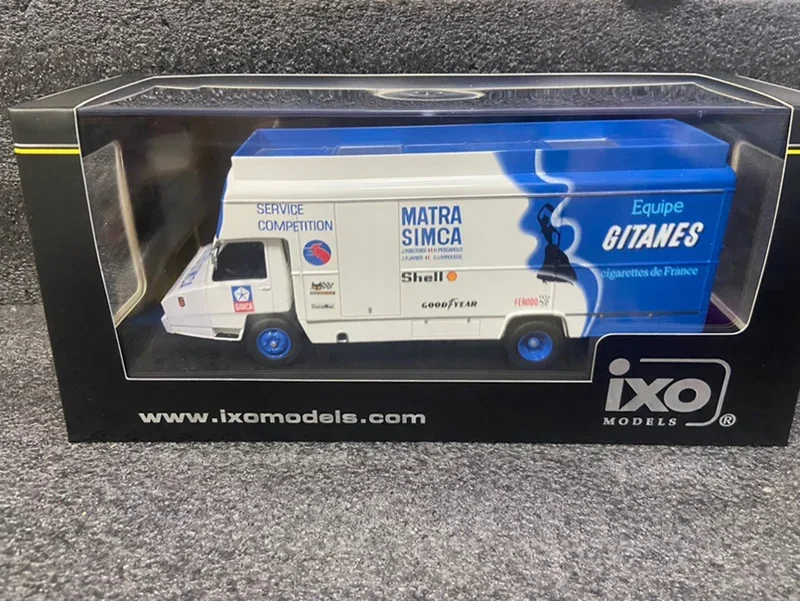 SERVICE
COMPETITION
MATRA
SIMCA
Shell
GOODYEAR
FERODO
SIMCA
Equipe
GITANES
cigarettes de France
www.ixomodels.com
ixo
MODELS ®